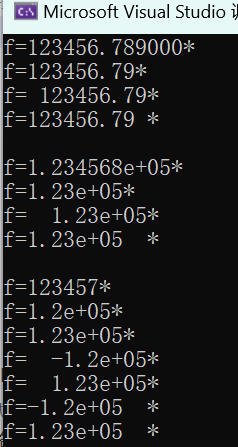 Microsoft Visual Studio
f=123456.789000*
f=123456.79*
f= 123456.79*
f=123456.79 *
f=1.234568e+05*
f=1.23e+05*
f=  1.23e+05*
f=1.23e+05  *
f=123457*
f=1.2e+05*
f=1.23e+05*
f=  -1.2e+05*
f=  1.23e+05*
f=-1.2e+05  *
f=1.23e+05  *